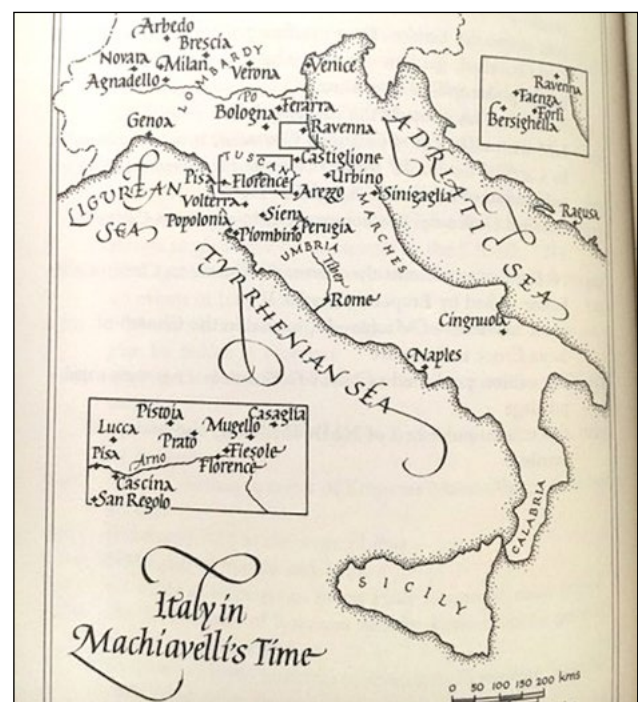 Arbedo
Brescia
Novara
Milan
Verona
Agnadello
LOMBARDY
Venice
Po
Ferarra
Bologna
Genoa
Ravenna
Ravenna
Faenza
Forlì
Bersighella
ADRIATIC SEA
LIGUREAN
SEA
TUSCANY
Castiglione
Pisa
Florence
Urbino
Arezzo
Sinigaglia
Volterra
Siena
Populonia
Perugia
Piombino
UMBRIA
MARCHES
Tiber
Ragusa
TYRRHENIAN SEA
Rome
Cingnuola
Naples
Pistoia
Casaglia
Lucca
Mugello
Prato
Pisa
Arno
Fiesole
Florence
Cascina
San Regolo
CALABRIA
SICILY
Italy in
Machiavelli's Time
0 50 100 150 200 kms